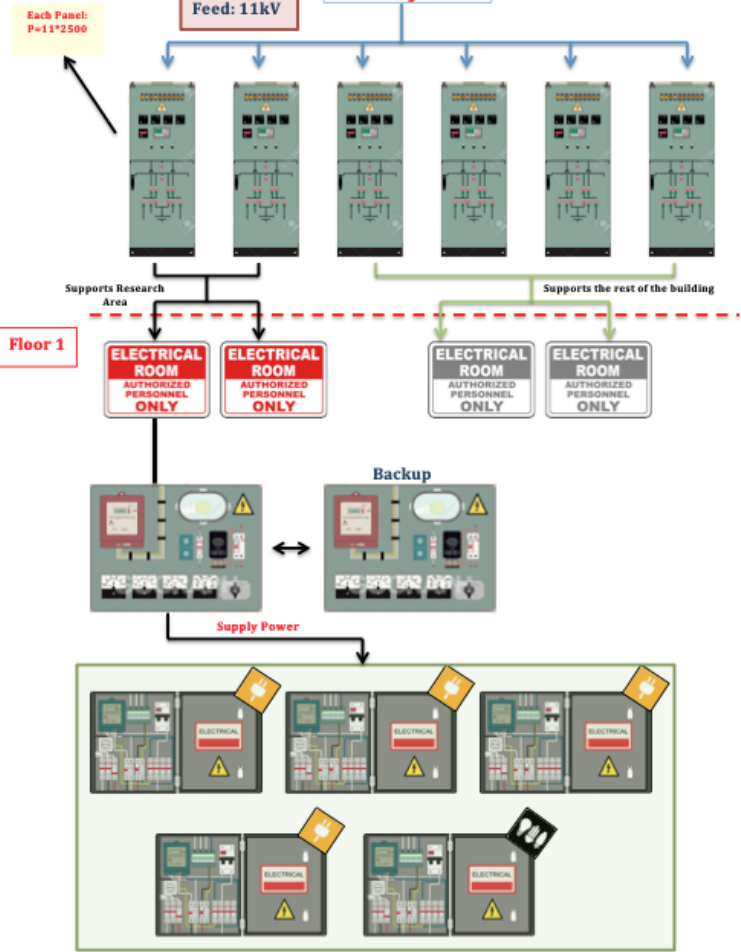 Feed: 11kV
Each Panel:
P=11*2500
Supports Research
Area
Supports the rest of the building
Floor 1
ELECTRICAL
ROOM
AUTHORIZED
PERSONNEL
ONLY
ELECTRICAL
ROOM
AUTHORIZED
PERSONNEL
ONLY
ELECTRICAL
ROOM
AUTHORIZED
PERSONNEL
ONLY
ELECTRICAL
ROOM
AUTHORIZED
PERSONNEL
ONLY
Backup
Supply Power
ELECTRICAL
ELECTRICAL
ELECTRICAL
ELECTRICAL
ELECTRICAL